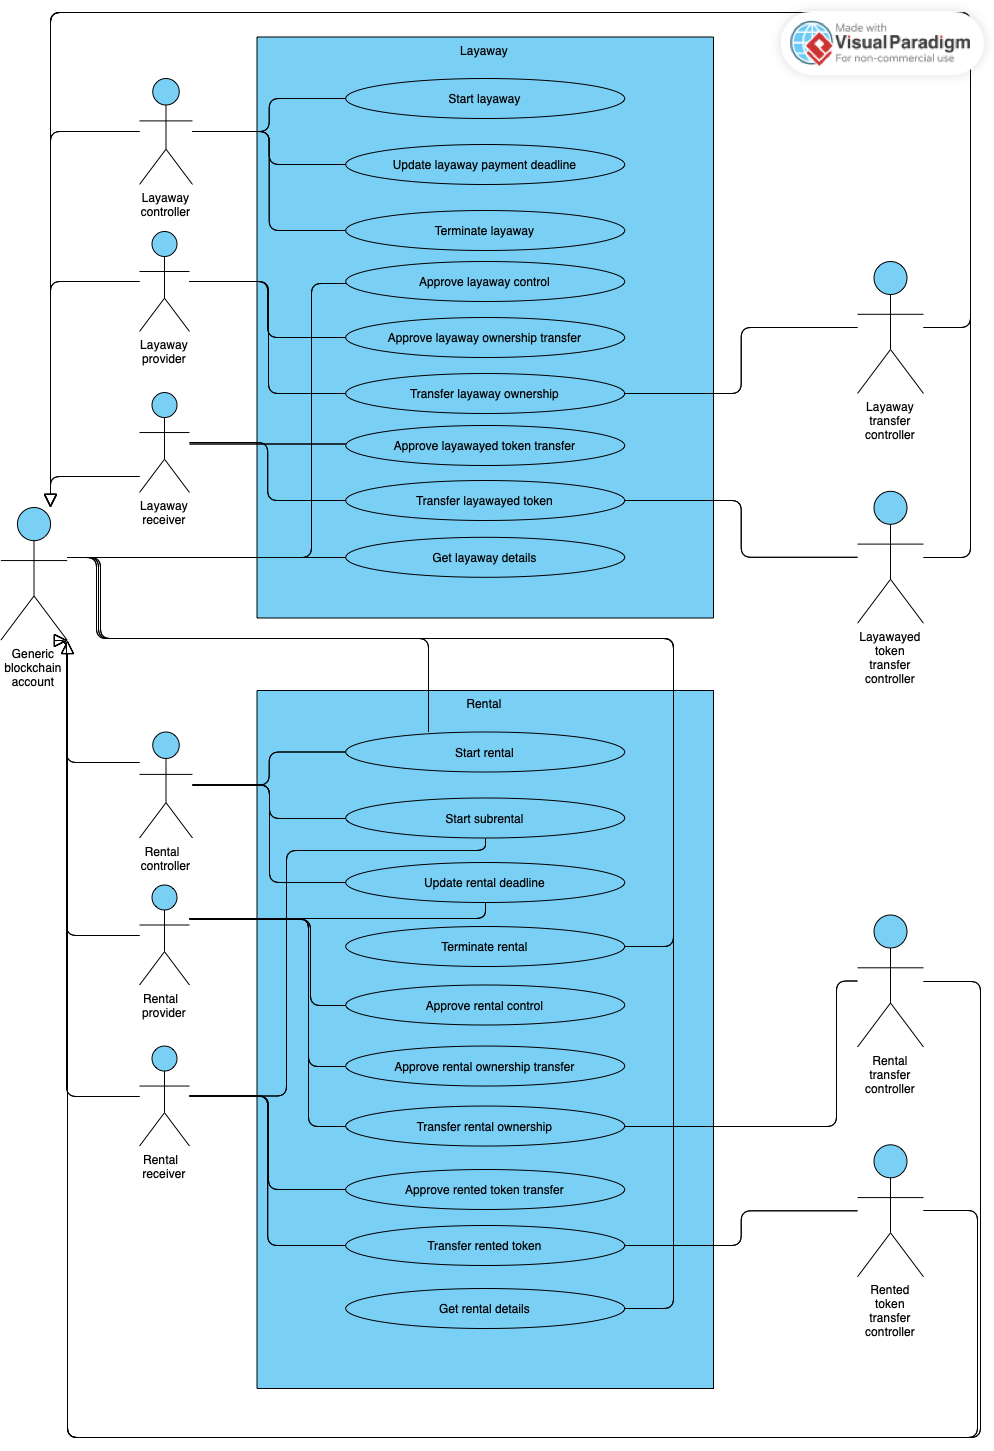 Made with
Visual Paradigm
For non-commercial use
Layaway
Start layaway
Update layaway payment deadline
Terminate layaway
Approve layaway control
Approve layaway ownership transfer
Transfer layaway ownership
Approve layawayed token transfer
Transfer layawayed token
Get layaway details
Layaway
controller
Layaway
provider
Layaway
receiver
Generic
blockchain
account
Layaway
transfer
controller
Layawayed
token
transfer
controller
Rental
Start rental
Start subrental
Update rental deadline
Terminate rental
Approve rental control
Approve rental ownership transfer
Transfer rental ownership
Approve rented token transfer
Transfer rented token
Get rental details
Rental
controller
Rental
provider
Rental
receiver
Rental
transfer
controller
Rented
token
transfer
controller